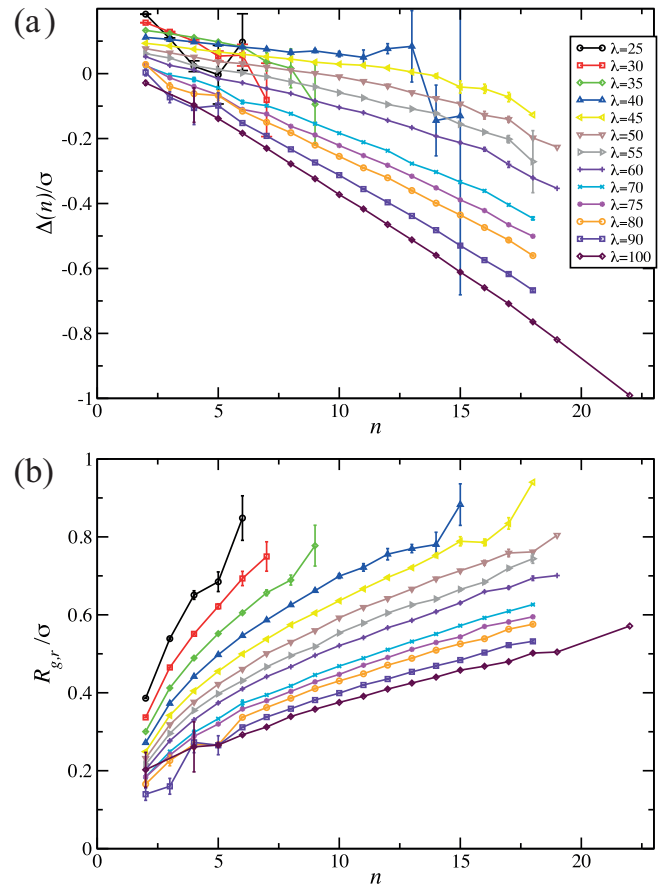 (a)
0
-0.2
-0.4
-0.6
-0.8
-1
Δ(n)/σ
0 5 10 15 20
n
λ=25
λ=30
λ=35
λ=40
λ=45
λ=50
λ=55
λ=60
λ=70
λ=75
λ=80
λ=90
λ=100
(b)
1
0.8
0.6
0.4
0.2
0
R_{g,r}/σ
0 5 10 15 20
n